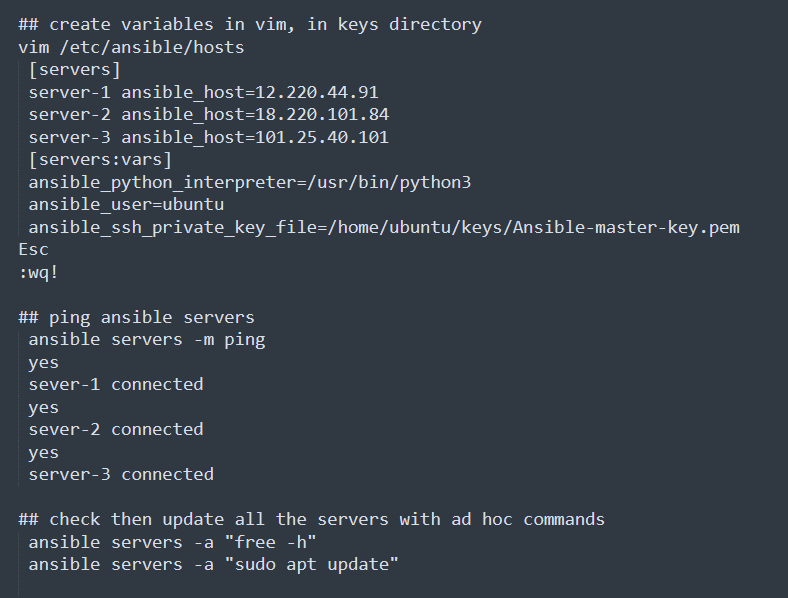 ## create variables in vim, in keys directory
vim /etc/ansible/hosts
[servers]
server-1 ansible_host=12.220.44.91
server-2 ansible_host=18.220.101.84
server-3 ansible_host=101.25.40.101
[servers:vars]
ansible_python_interpreter=/usr/bin/python3
ansible_user=ubuntu
ansible_ssh_private_key_file=/home/ubuntu/keys/Ansible-master-key.pem
Esc
:wq!
## ping ansible servers
ansible servers -m ping
yes
sever-1 connected
yes
sever-2 connected
yes
server-3 connected
## check then update all the servers with ad hoc commands
ansible servers -a "free -h"
ansible servers -a "sudo apt update"